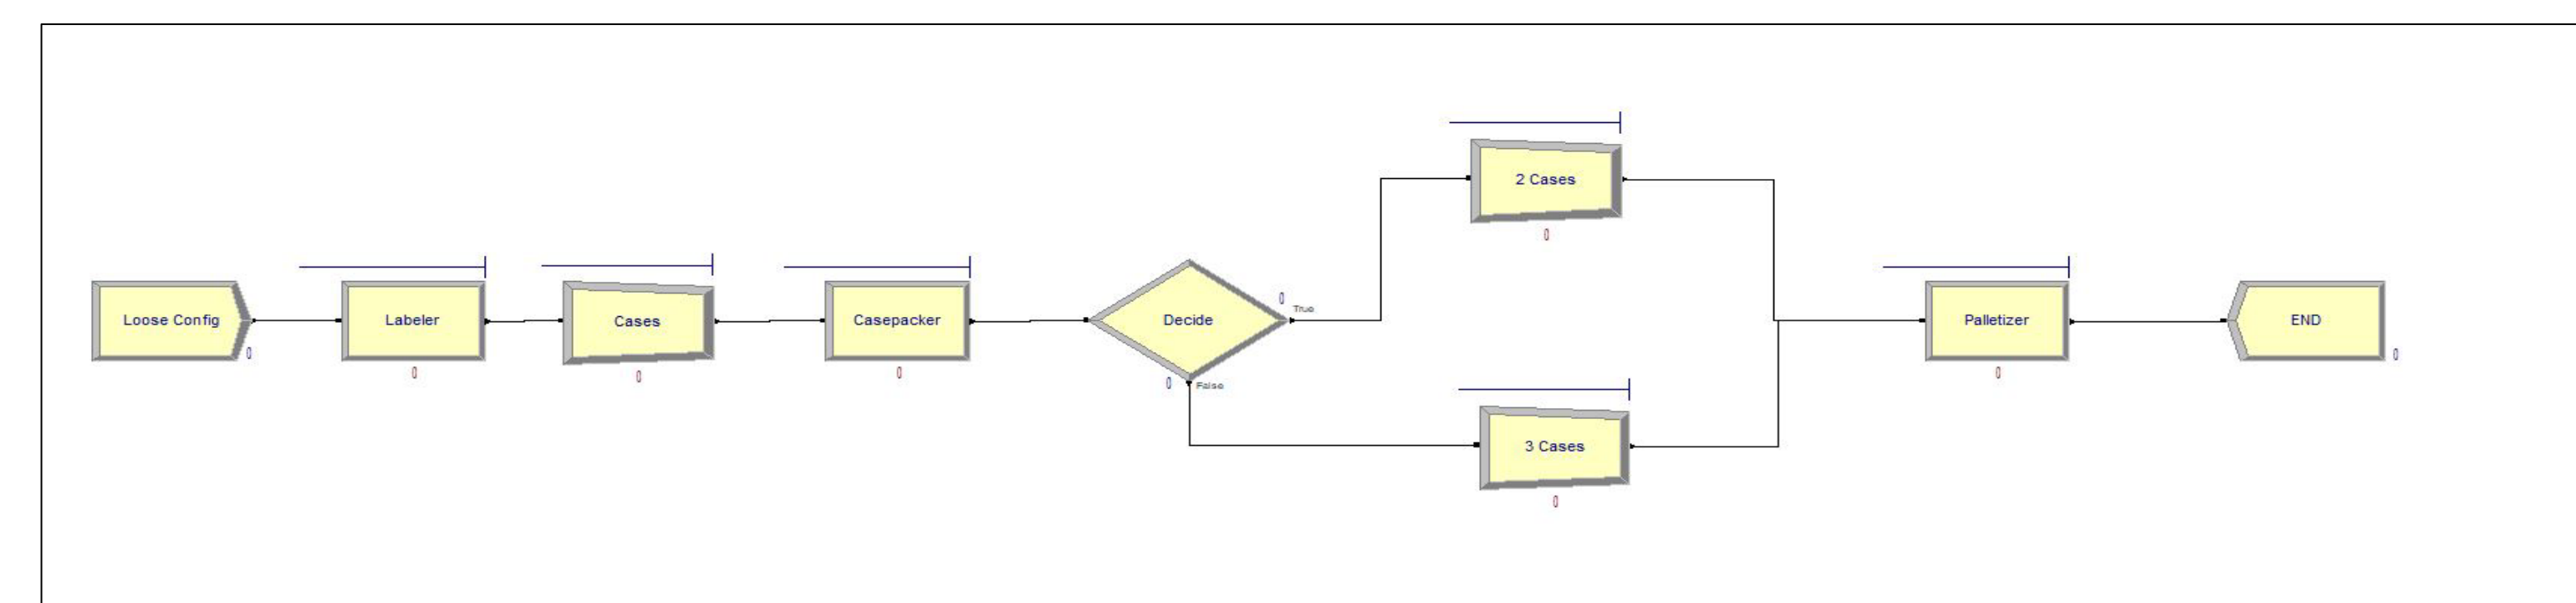 Loose Config
0
Labeler
0
Cases
0
Casepacker
0
Decide
0
True
0
False
2 Cases
0
3 Cases
0
Palletizer
0
END
0